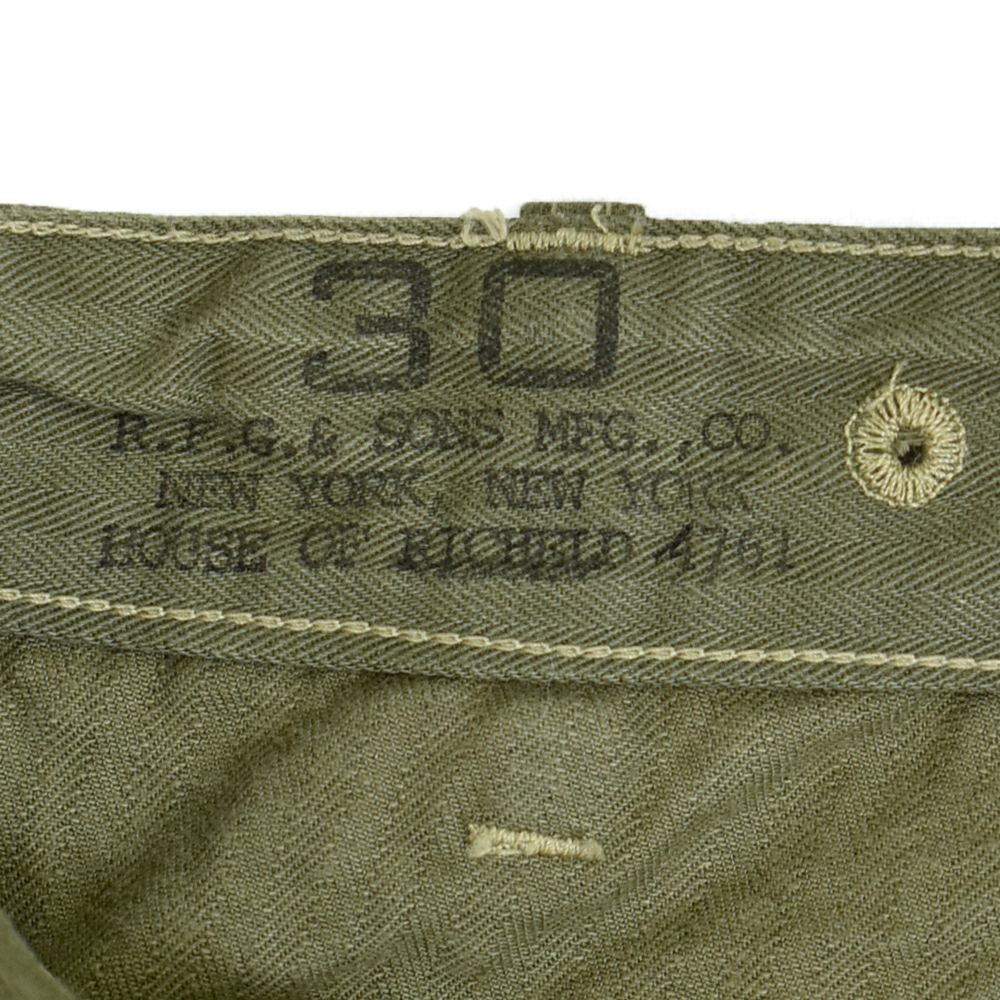 30
R.F.G. & SONS MFG., CO.
NEW YORK, NEW YORK
HOUSE OF 4761